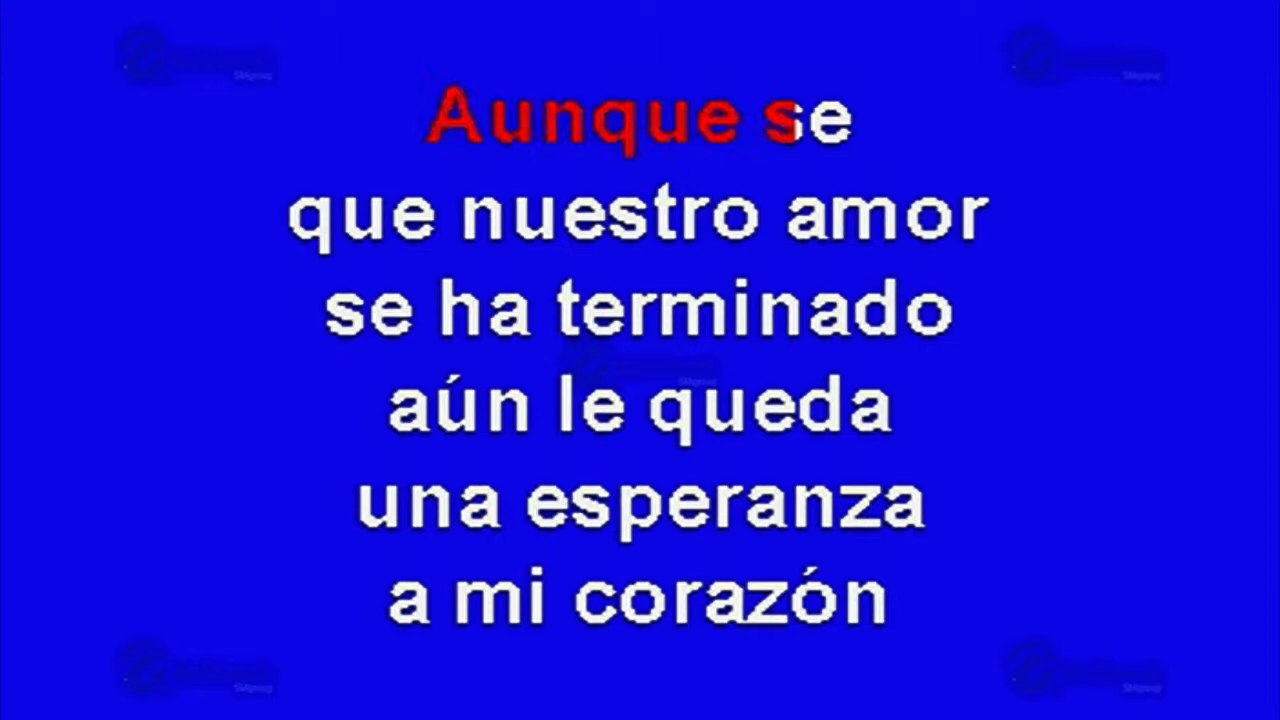 Aunque se
que nuestro amor
se ha terminado
aún le queda
una esperanza
a mi corazón